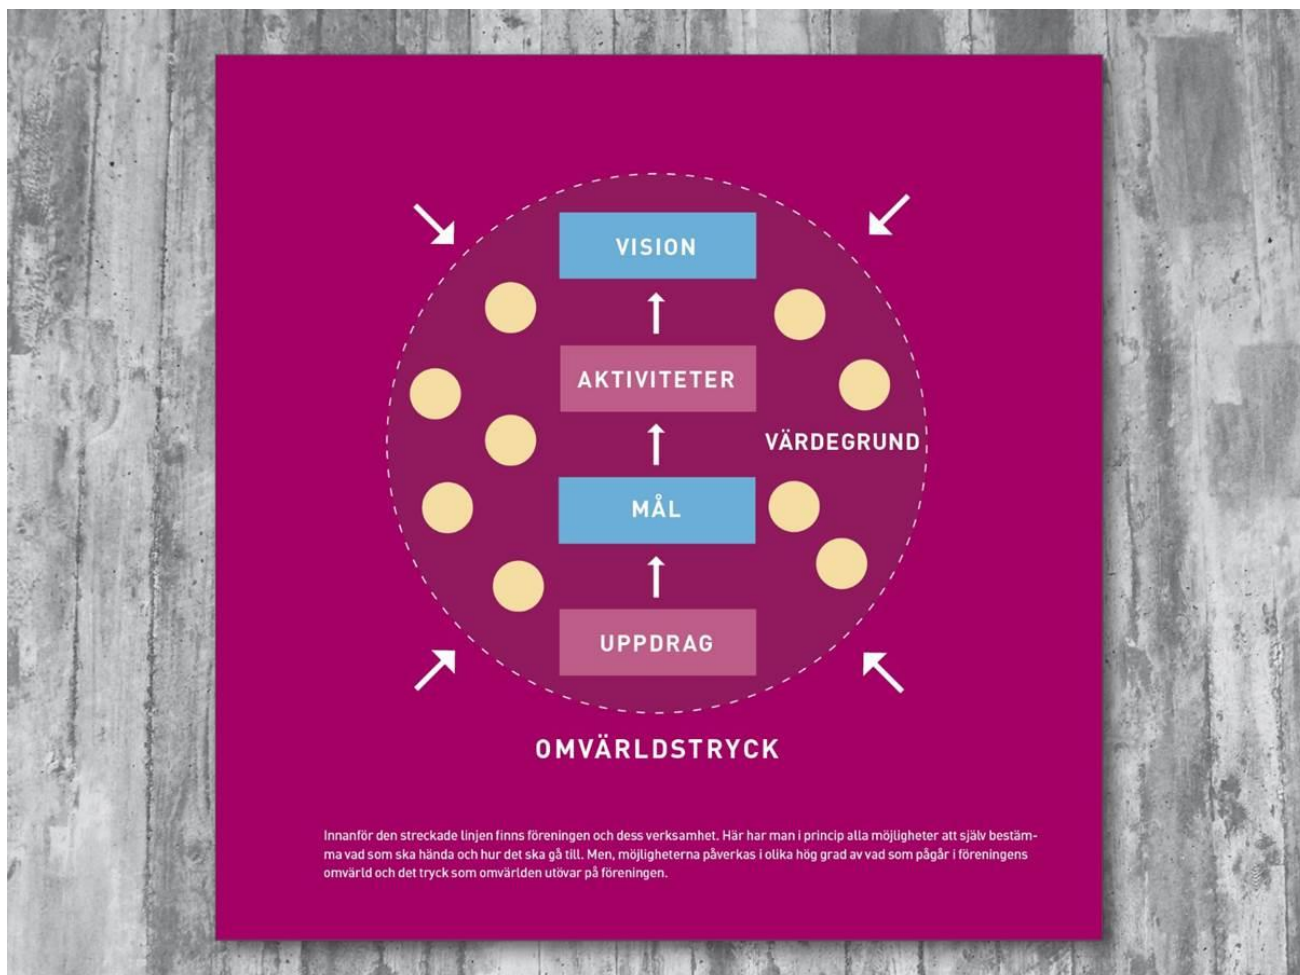 VISION
AKTIVITETER
VÄRDEGRUND
MÅL
UPPDRAG
OMVÄRLDSTRYCK
Innanför den streckade linjen finns föreningen och dess verksamhet. Här har man i princip alla möjligheter att själv bestäm-
ma vad som ska hända och hur det ska gå till. Men, möjligheterna påverkas i olika hög grad av vad som pågår i föreningens
omvärld och det tryck som omvärlden utövar på föreningen.